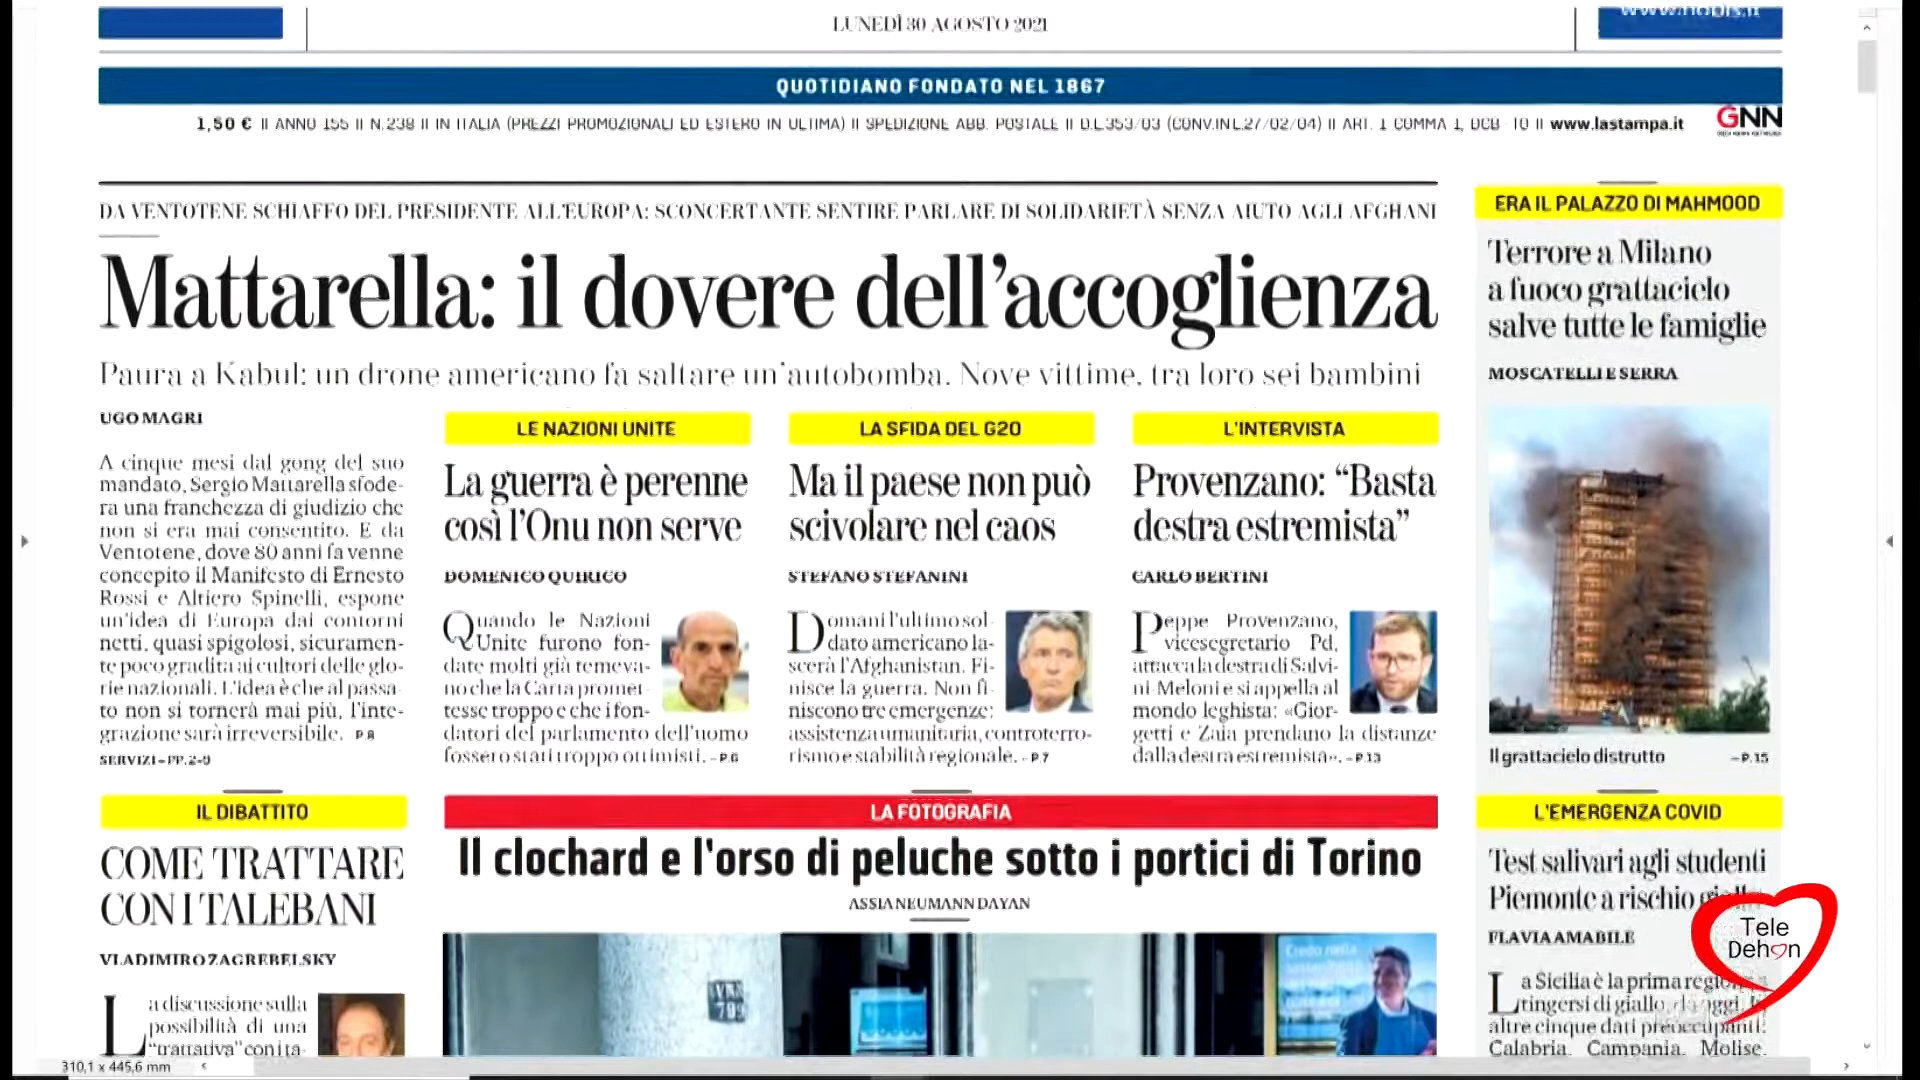 LUNEDÌ 30 AGOSTO 2021
QUOTIDIANO FONDATO NEL 1867
1,50 € II ANNO 155 II N.238 II IN ITALIA (PREZZI PROMOZIONALI ED ESTERO IN ULTIMA) II SPEDIZIONE ABB. POSTALE II D.L.353/03 (CONV.IN L.27/02/04) II ART. 1 COMMA 1, DCB - TO II www.lastampa.it
GNN
DA VENTOTENE SCHIAFFO DEL PRESIDENTE ALL'EUROPA: SCONCERTANTE SENTIRE PARLARE DI SOLIDARIETÀ SENZA AIUTO AGLI AFGHANI
Mattarella: il dovere dell'accoglienza
Paura a Kabul: un drone americano fa saltare un'autobomba. Nove vittime, tra loro sei bambini
UGO MAGRI
A cinque mesi dal gong del suo
mandato, Sergio Mattarella sfode-
ra una franchezza di giudizio che
non si era mai consentito. E da
Ventotene, dove 80 anni fa venne
concepito il Manifesto di Ernesto
Rossi e Altiero Spinelli, espone
un'idea di Europa dai contorni
netti, quasi spigolosi, sicuramen-
te poco gradita ai cultori delle glo-
rie nazionali. L'idea è che al passa-
to non si tornerà mai più, l'inte-
grazione sarà irreversibile. P 8
SERVIZI - PP. 2-9
LE NAZIONI UNITE
La guerra è perenne
così l'Onu non serve
DOMENICO QUIRICO
Quando le Nazioni
Unite furono fon-
date molti già temeva-
no che la Carta promet-
tesse troppo e che i fon-
datori del parlamento dell'uomo
fossero stati troppo ottimisti. - P.6
LA SFIDA DEL G20
Ma il paese non può
scivolare nel caos
STEFANO STEFANINI
Domani l'ultimo sol-
dato americano la-
scerà l'Afghanistan. Fi-
nisce la guerra. Non fi-
niscono tre emergenze:
assistenza umanitaria, controterro-
rismo e stabilità regionale. - P.7
L'INTERVISTA
Provenzano: “Basta
destra estremista”
CARLO BERTINI
Peppe Provenzano,
vicesegretario Pd,
attacca la destra di Salvi-
ni-Meloni e si appella al
mondo leghista: «Gior-
getti e Zaia prendano la distanze
dalla destra estremista». - P.13
ERA IL PALAZZO DI MAHMOOD
Terrore a Milano
a fuoco grattacielo
salve tutte le famiglie
MOSCATELLI E SERRA
Il grattacielo distrutto - P.15
IL DIBATTITO
COME TRATTARE
CON I TALEBANI
VLADIMIRO ZAGREBELSKY
La discussione sulla
possibilità di una
“trattativa” con i ta-
LA FOTOGRAFIA
Il clochard e l'orso di peluche sotto i portici di Torino
ASSIA NEUMANN DAYAN
L'EMERGENZA COVID
Test salivari agli studenti
Piemonte a rischio giallo
FLAVIA AMABILE
La Sicilia è la prima
tingersi di giallo, da oggi,
altre cinque dati preoccupanti:
Calabria, Campania, Molise,
Tele
Dehon
310,1 x 445,6 mm